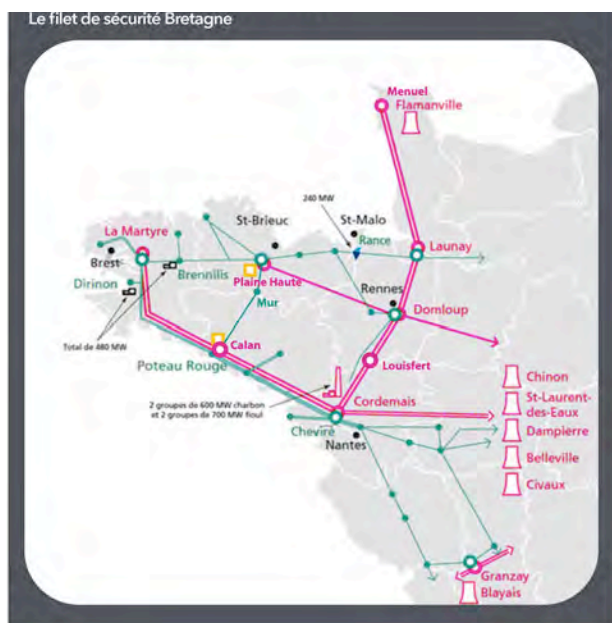 Le filet de sécurité Bretagne
Menuel
Flamanville
240 MW
St-Brieuc
St-Malo
La Martyre
Rance
Launay
Brest
Brennilis
Plaine Haute
Rennes
Dirinon
Mur
Domloup
Total de 480 MW
Calan
Louisfert
Poteau Rouge
Chinon
2 groupes de 600 MW charbon
et 2 groupes de 700 MW fioul
Cordemais
St-Laurent-
des-Eaux
Cheviré
Dampierre
Nantes
Belleville
Civaux
Granzay
Blayais